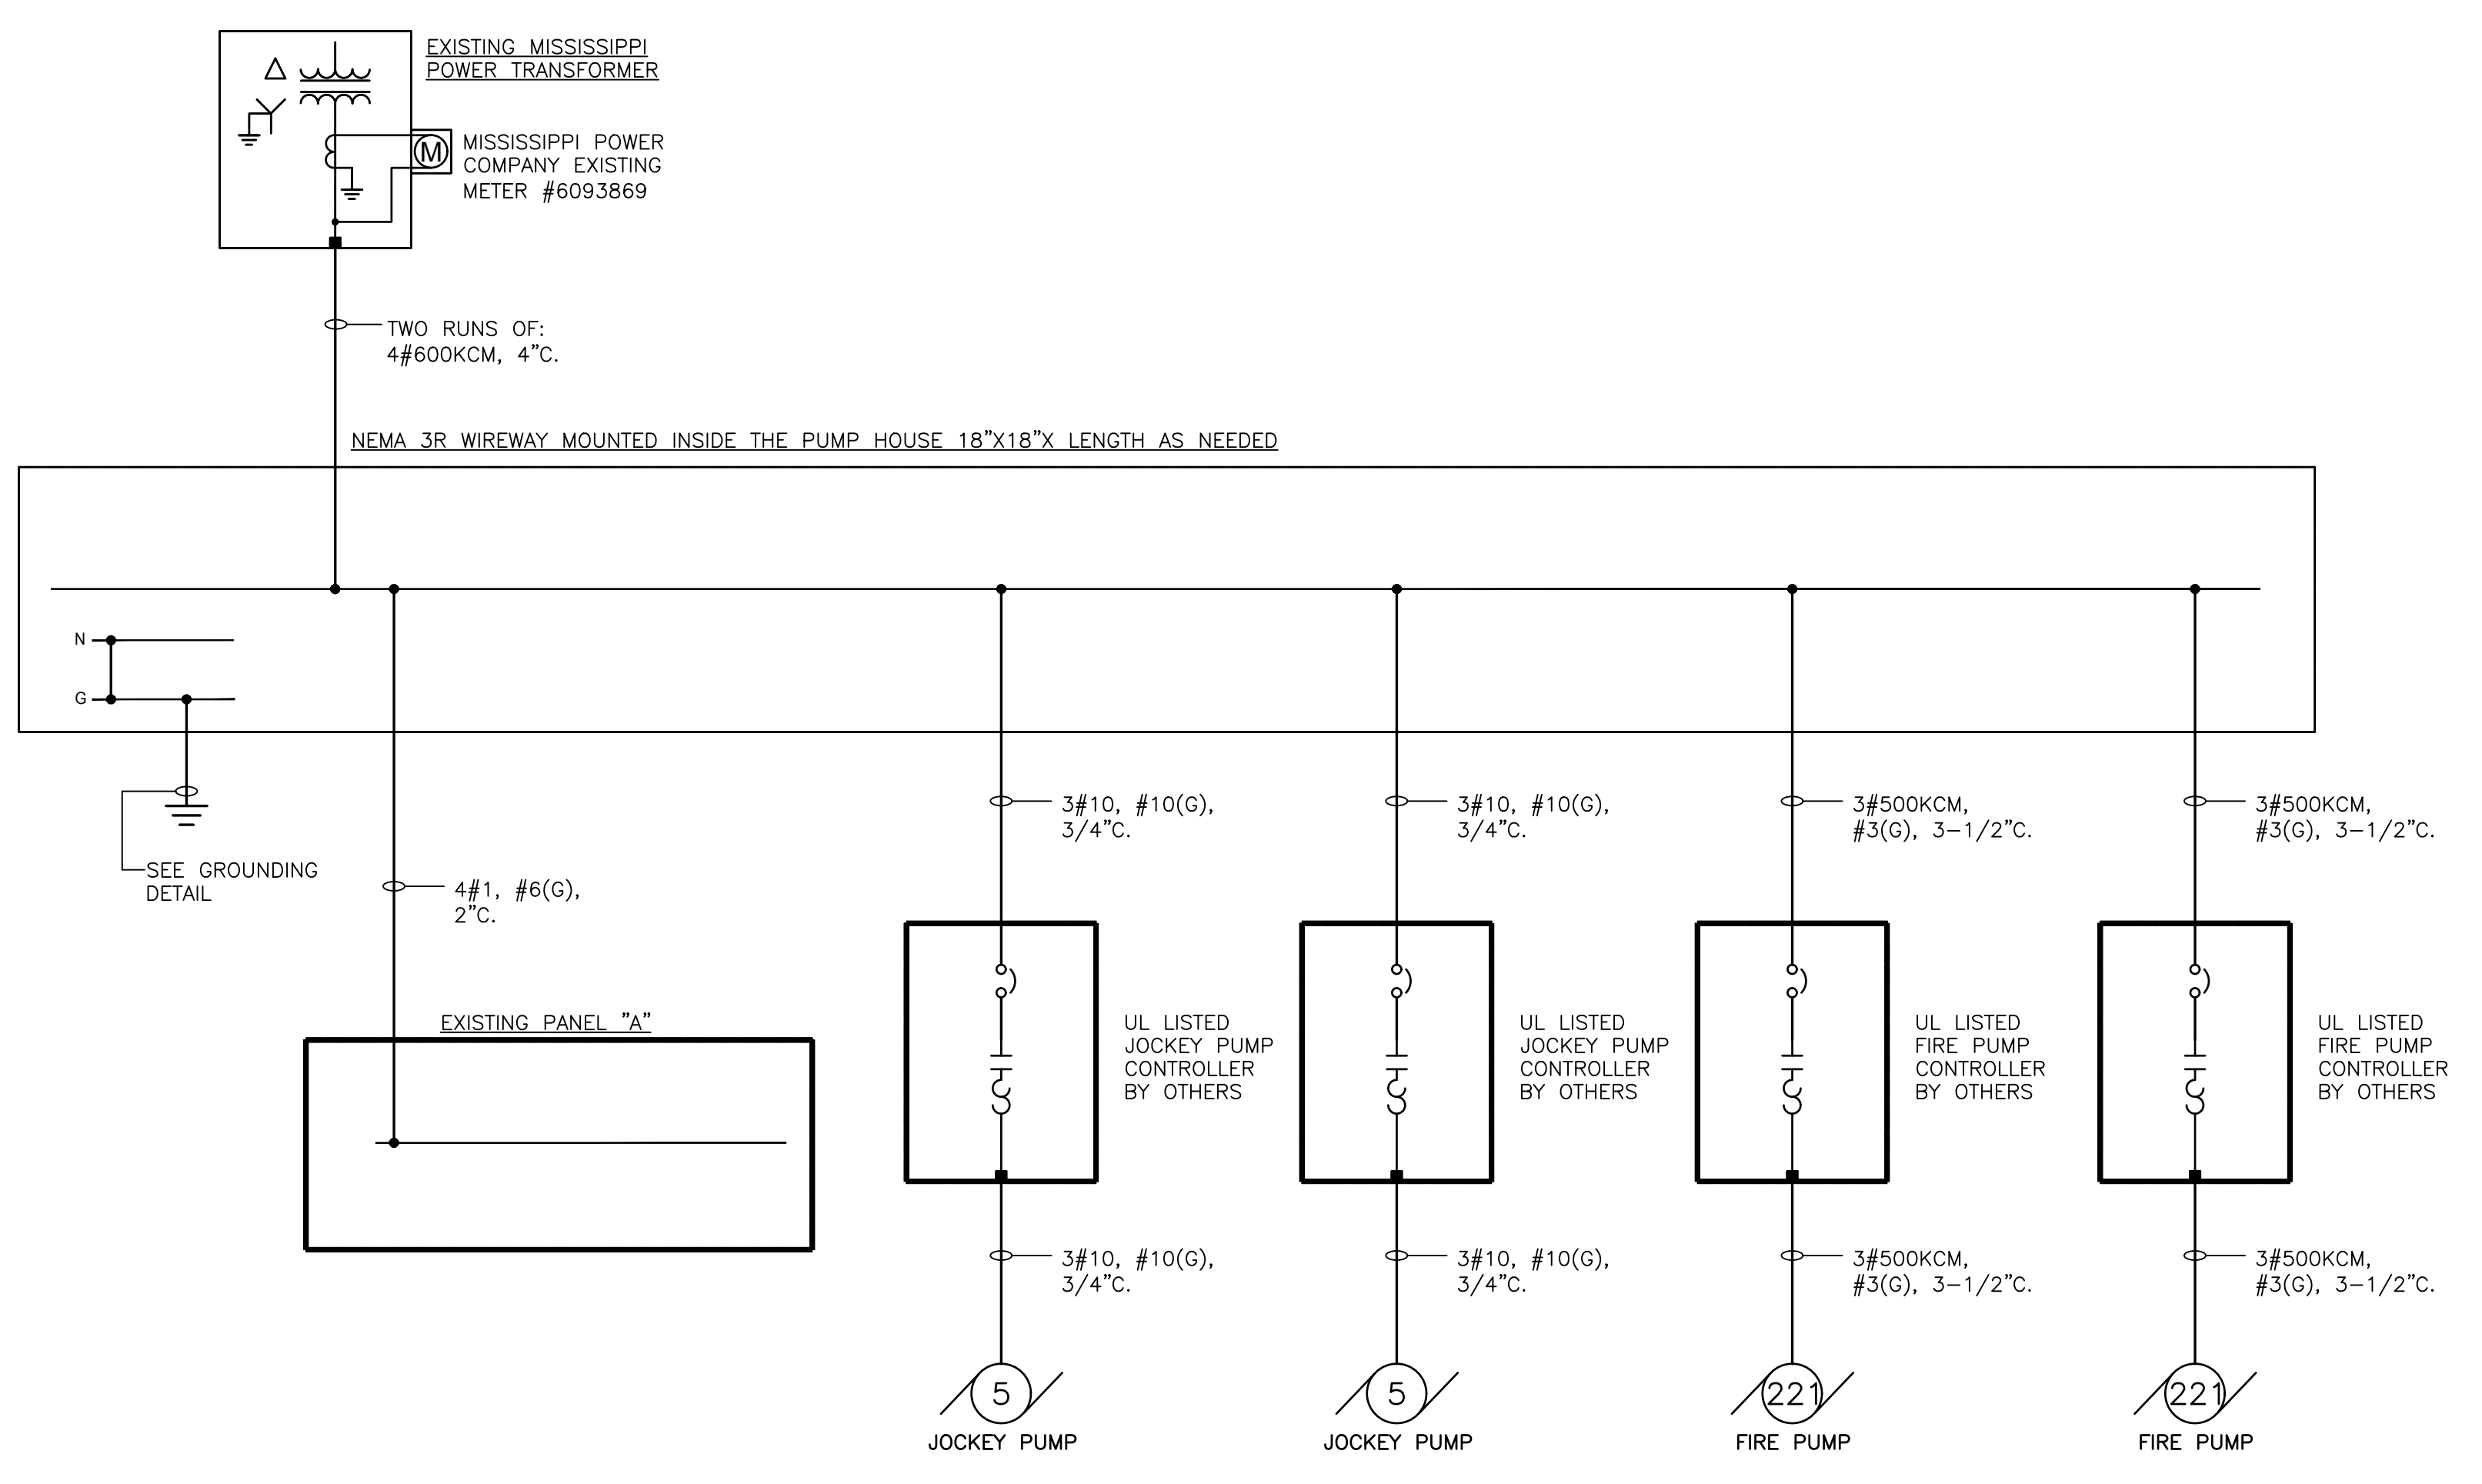 EXISTING MISSISSIPPI
POWER TRANSFORMER
M
MISSISSIPPI POWER
COMPANY EXISTING
METER #6093869
TWO RUNS OF:
4#600KCM, 4"C.
NEMA 3R WIREWAY MOUNTED INSIDE THE PUMP HOUSE 18"X18"X LENGTH AS NEEDED
N
G
SEE GROUNDING
DETAIL
4#1, #6(G),
2"C.
EXISTING PANEL "A"
3#10, #10(G),
3/4"C.
3#10, #10(G),
3/4"C.
3#500KCM,
#3(G), 3-1/2"C.
3#500KCM,
#3(G), 3-1/2"C.
UL LISTED
JOCKEY PUMP
CONTROLLER
BY OTHERS
UL LISTED
JOCKEY PUMP
CONTROLLER
BY OTHERS
UL LISTED
FIRE PUMP
CONTROLLER
BY OTHERS
UL LISTED
FIRE PUMP
CONTROLLER
BY OTHERS
3#10, #10(G),
3/4"C.
3#10, #10(G),
3/4"C.
3#500KCM,
#3(G), 3-1/2"C.
3#500KCM,
#3(G), 3-1/2"C.
5
JOCKEY PUMP
5
JOCKEY PUMP
221
FIRE PUMP
221
FIRE PUMP